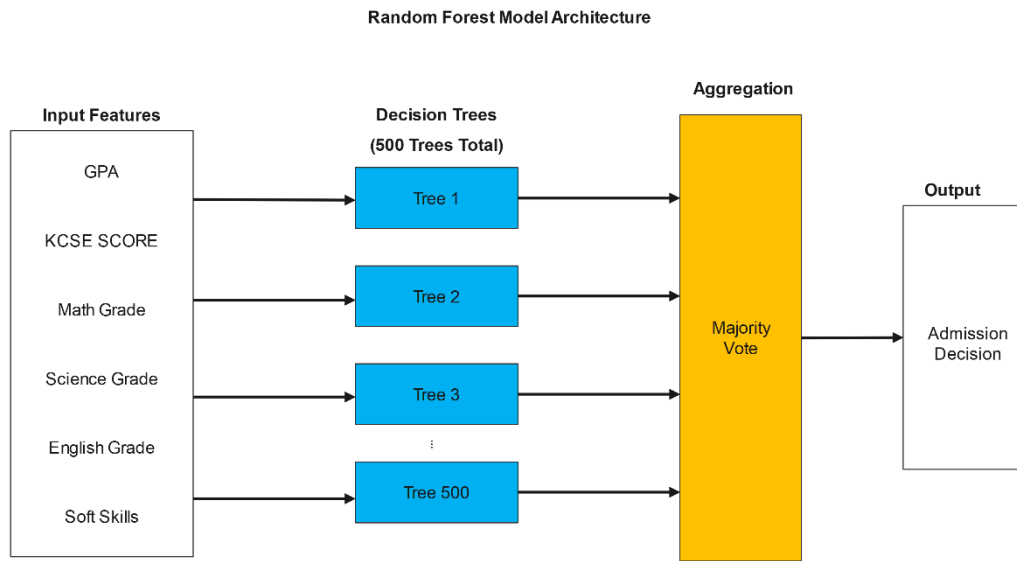 Random Forest Model Architecture
Input Features
GPA
KCSE SCORE
Math Grade
Science Grade
English Grade
Soft Skills
Decision Trees
(500 Trees Total)
Tree 1
Tree 2
Tree 3
...
Tree 500
Aggregation
Majority
Vote
Output
Admission
Decision